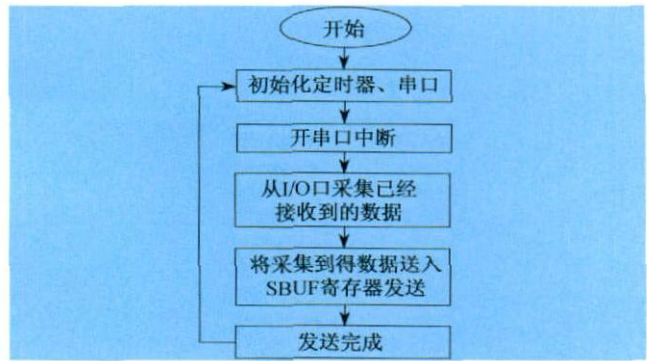 开始
初始化定时器、串口
开串口中断
从I/O口采集已经
接收到的数据
将采集到得数据送入
SBUF寄存器发送
发送完成